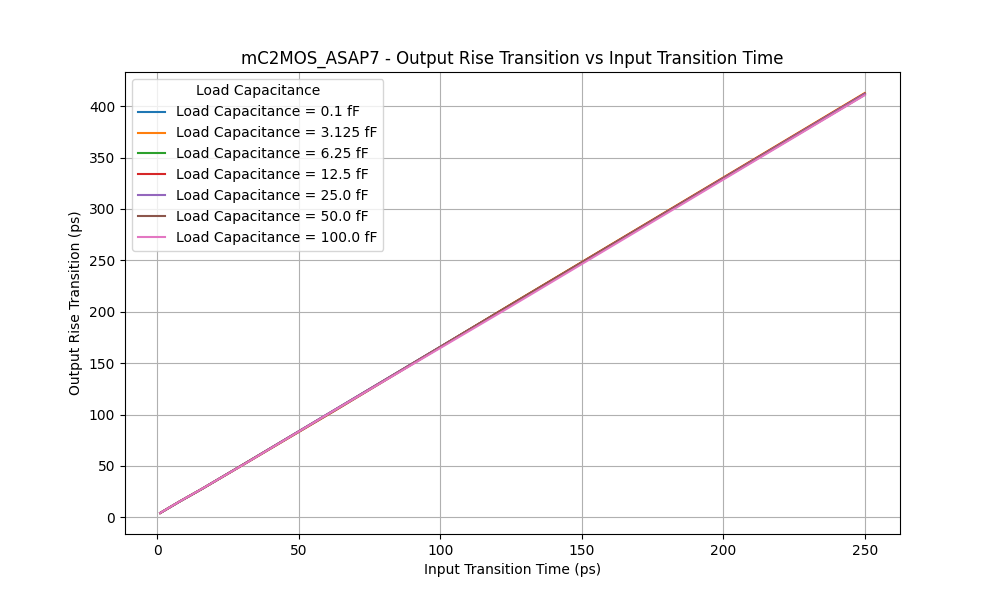 mC2MOS_ASAP7 - Output Rise Transition vs Input Transition Time
Load Capacitance
Load Capacitance = 0.1 fF
Load Capacitance = 3.125 fF
Load Capacitance = 6.25 fF
Load Capacitance = 12.5 fF
Load Capacitance = 25.0 fF
Load Capacitance = 50.0 fF
Load Capacitance = 100.0 fF
Output Rise Transition (ps)
400
350
300
250
200
150
100
50
0
0 50 100 150 200 250
Input Transition Time (ps)